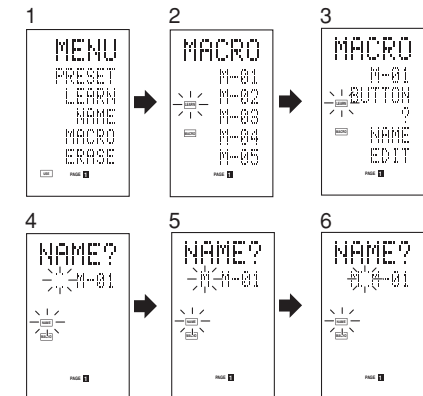 1
MENU
PRESET
LEARN
NAME
MACRO
ERASE
USE
PAGE 1
2
MACRO
M-01
M-02
LEARN
M-03
MACRO
M-04
M-05
PAGE 1
3
MACRO
M-01
LEARN
BUTTON
?
MACRO
NAME
EDIT
PAGE 1
4
NAME?
M-01
NAME
MACRO
PAGE 1
5
NAME?
M M-01
NAME
MACRO
PAGE 1
6
NAME?
M M-01
NAME
MACRO
PAGE 1